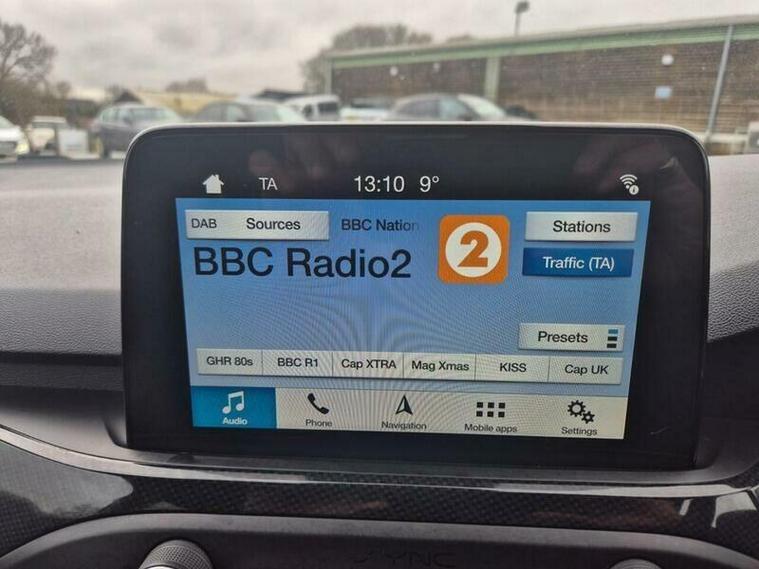 TA 13:10 9°
DAB Sources BBC Nation Stations
BBC Radio2 2 Traffic (TA)
Presets
GHR 80s BBC R1 Cap XTRA Mag Xmas KISS Cap UK
Audio Phone Navigation Mobile apps Settings
SYNC